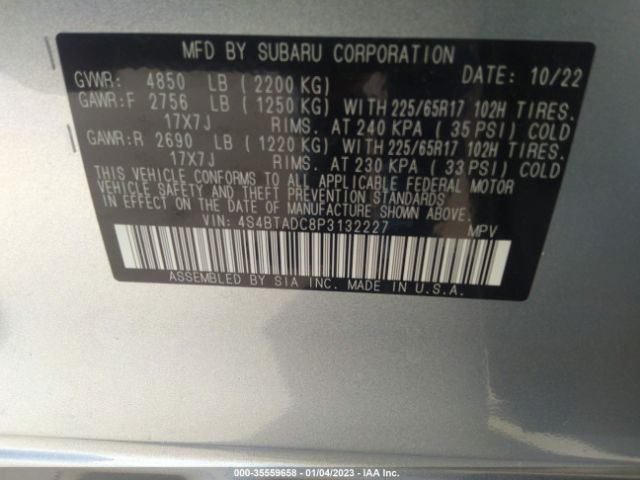 MFD BY SUBARU CORPORATION
GVWR: 4850 LB (2200 KG) DATE: 10/22
GAWR:F 2756 LB (1250 KG) WITH 225/65R17 102H TIRES.
17X7J RIMS. AT 240 KPA (35 PSI) COLD
GAWR:R 2690 LB (1220 KG) WITH 225/65R17 102H TIRES.
17X7J RIMS. AT 230 KPA (33 PSI) COLD
THIS VEHICLE CONFORMS TO ALL APPLICABLE FEDERAL MOTOR
VEHICLE SAFETY AND THEFT PREVENTION STANDARDS
IN EFFECT ON THE DATE OF MANUFACTURE SHOWN ABOVE.
VIN: 4S4BTADC8P3132227 MPV
ASSEMBLED BY SIA INC. MADE IN U.S.A.
000-35559658 - 01/04/2023 - IAA Inc.